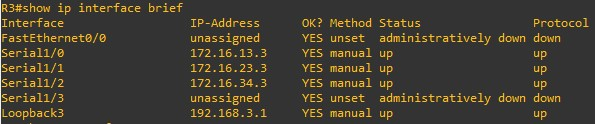 R3#show ip interface brief
Interface IP-Address OK? Method Status Protocol
FastEthernet0/0 unassigned YES unset administratively down down
Serial1/0 172.16.13.3 YES manual up up
Serial1/1 172.16.23.3 YES manual up up
Serial1/2 172.16.34.3 YES manual up up
Serial1/3 unassigned YES unset administratively down down
Loopback3 192.168.3.1 YES manual up up